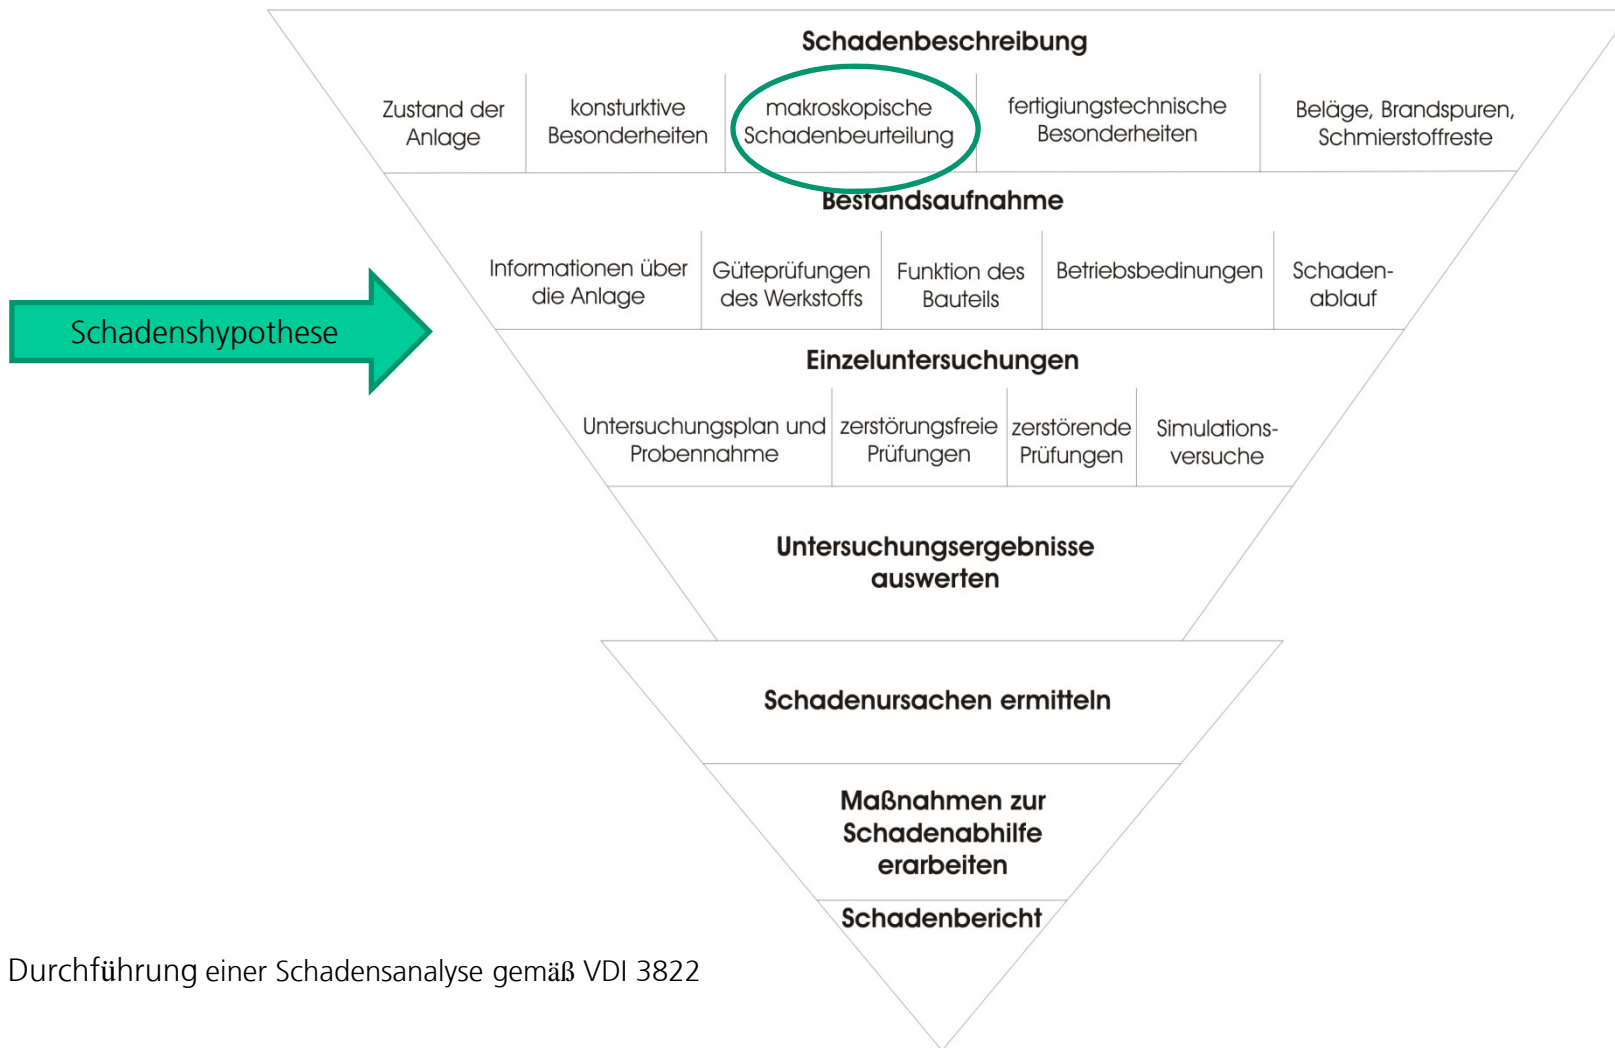 Schadenbeschreibung
Zustand der
Anlage
konsturktive
Besonderheiten
makroskopische
Schadenbeurteilung
fertigiungstechnische
Besonderheiten
Beläge, Brandspuren,
Schmierstoffreste
Bestandsaufnahme
Informationen über
die Anlage
Güteprüfungen
des Werkstoffs
Funktion des
Bauteils
Betriebsbedinungen
Schaden-
ablauf
Schadenshypothese
Einzeluntersuchungen
Untersuchungsplan und
Probennahme
zerstörungsfreie
Prüfungen
zerstörende
Prüfungen
Simulations-
versuche
Untersuchungsergebnisse
auswerten
Schadenursachen ermitteln
Maßnahmen zur
Schadenabhilfe
erarbeiten
Schadenbericht
Durchführung einer Schadensanalyse gemäß VDI 3822